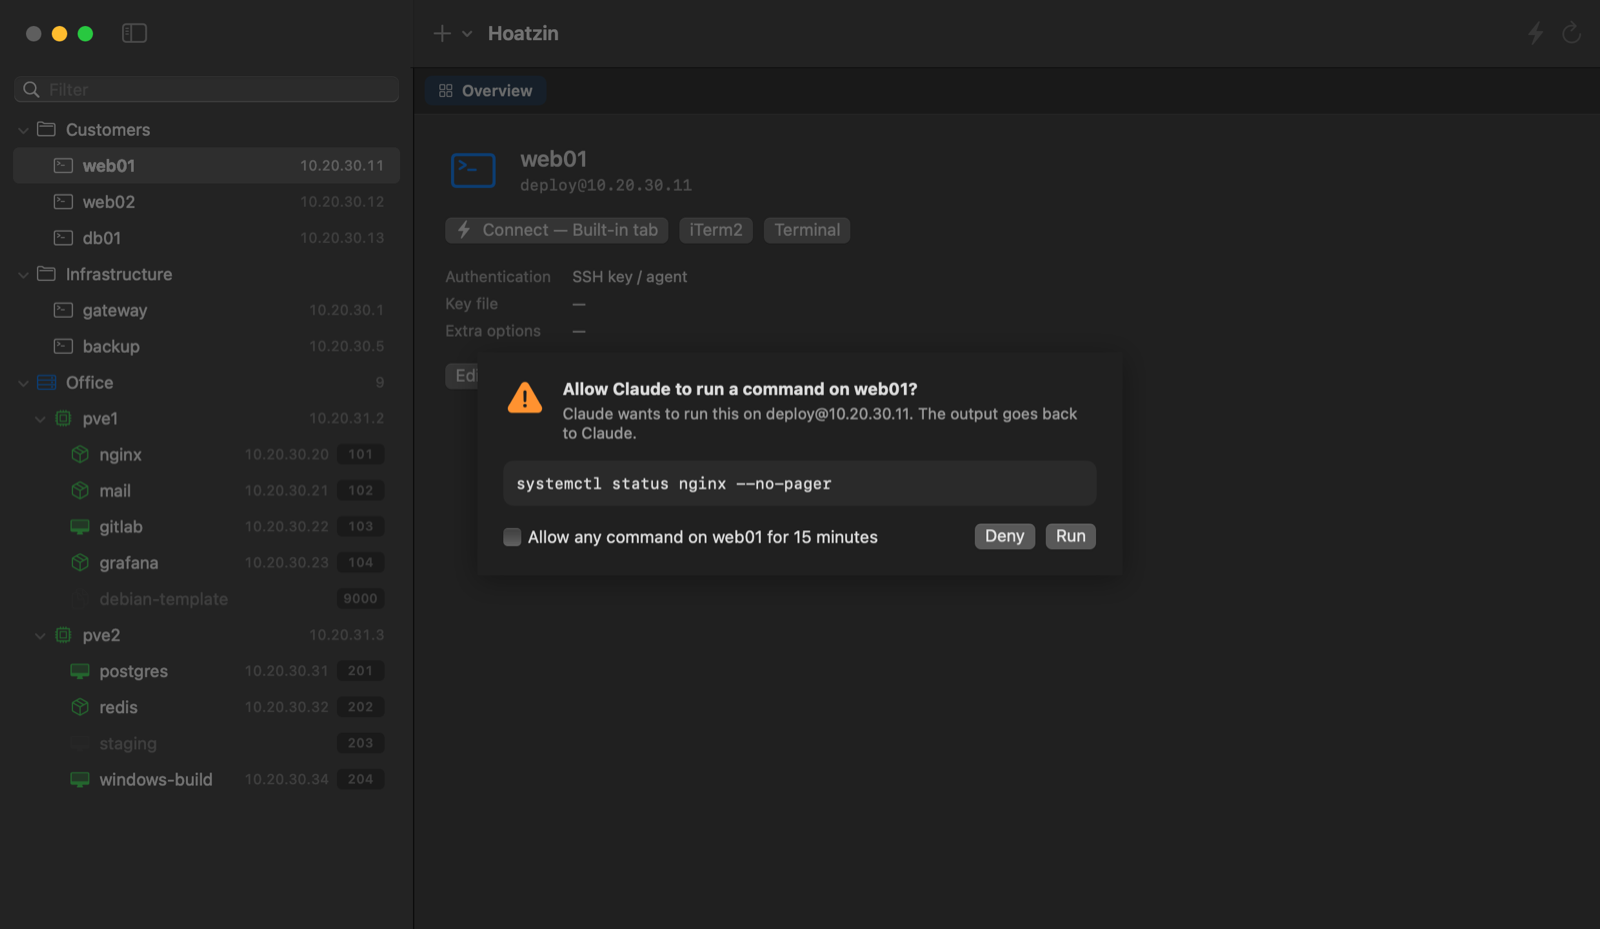 Hoatzin
Filter
Overview
Customers
web01 10.20.30.11
web02 10.20.30.12
db01 10.20.30.13
Infrastructure
gateway 10.20.30.1
backup 10.20.30.5
Office 9
pve1 10.20.31.2
nginx 10.20.30.20 101
mail 10.20.30.21 102
gitlab 10.20.30.22 103
grafana 10.20.30.23 104
debian-template 9000
pve2 10.20.31.3
postgres 10.20.30.31 201
redis 10.20.30.32 202
staging 203
windows-build 10.20.30.34 204
web01
deploy@10.20.30.11
Connect — Built-in tab iTerm2 Terminal
Authentication SSH key / agent
Key file —
Extra options —
Edi
Allow Claude to run a command on web01?
Claude wants to run this on deploy@10.20.30.11. The output goes back
to Claude.
systemctl status nginx --no-pager
Allow any command on web01 for 15 minutes Deny Run